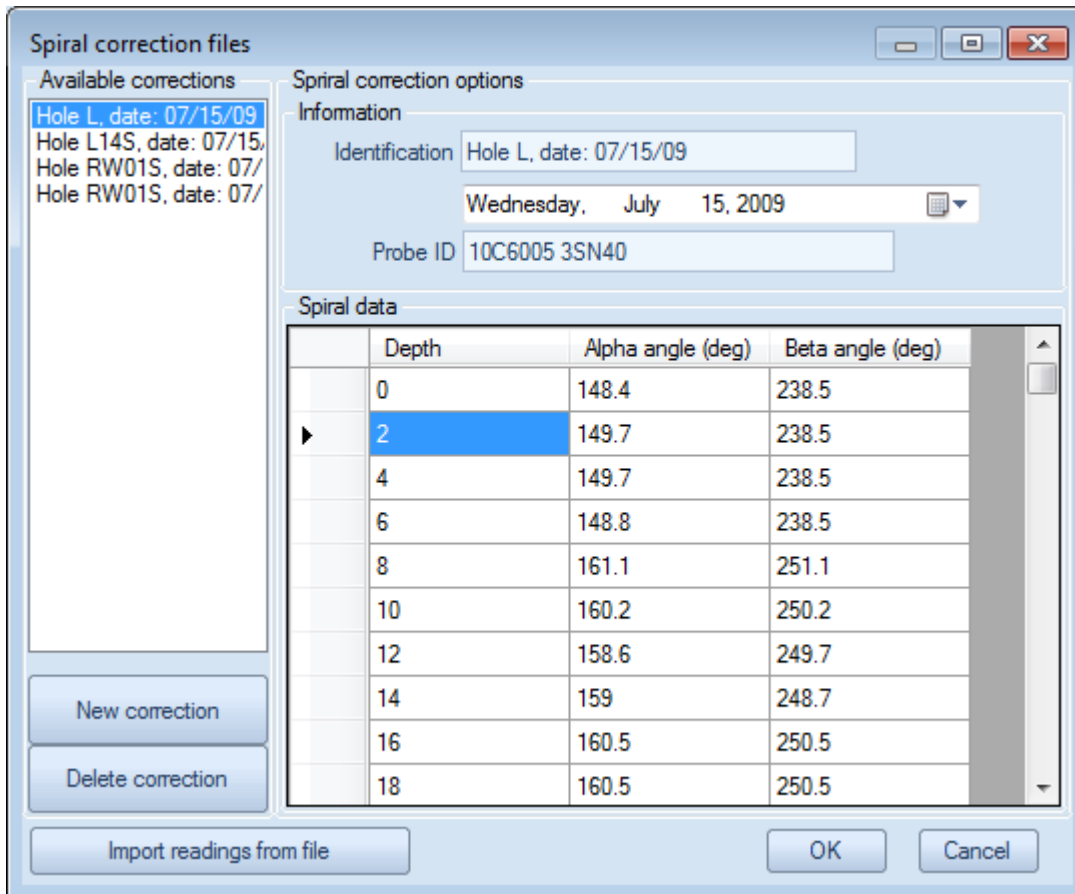 Spiral correction files
Available corrections
Hole L, date: 07/15/09
Hole L14S, date: 07/15/
Hole RW01S, date: 07/
Hole RW01S, date: 07/
New correction
Delete correction
Spriral correction options
Information
Identification Hole L, date: 07/15/09
Wednesday, July 15, 2009
Probe ID 10C6005 3SN40
Spiral data
Depth Alpha angle (deg) Beta angle (deg)
0 148.4 238.5
2 149.7 238.5
4 149.7 238.5
6 148.8 238.5
8 161.1 251.1
10 160.2 250.2
12 158.6 249.7
14 159 248.7
16 160.5 250.5
18 160.5 250.5
Import readings from file
OK Cancel